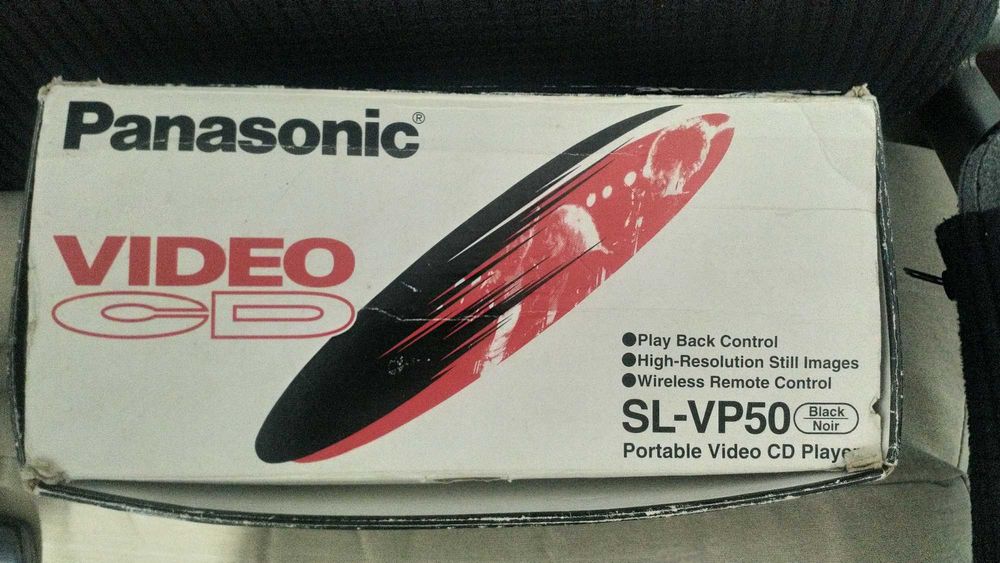 Panasonic®
VIDEO
CD
●Play Back Control
●High-Resolution Still Images
●Wireless Remote Control
SL-VP50 Black
Noir
Portable Video CD Player